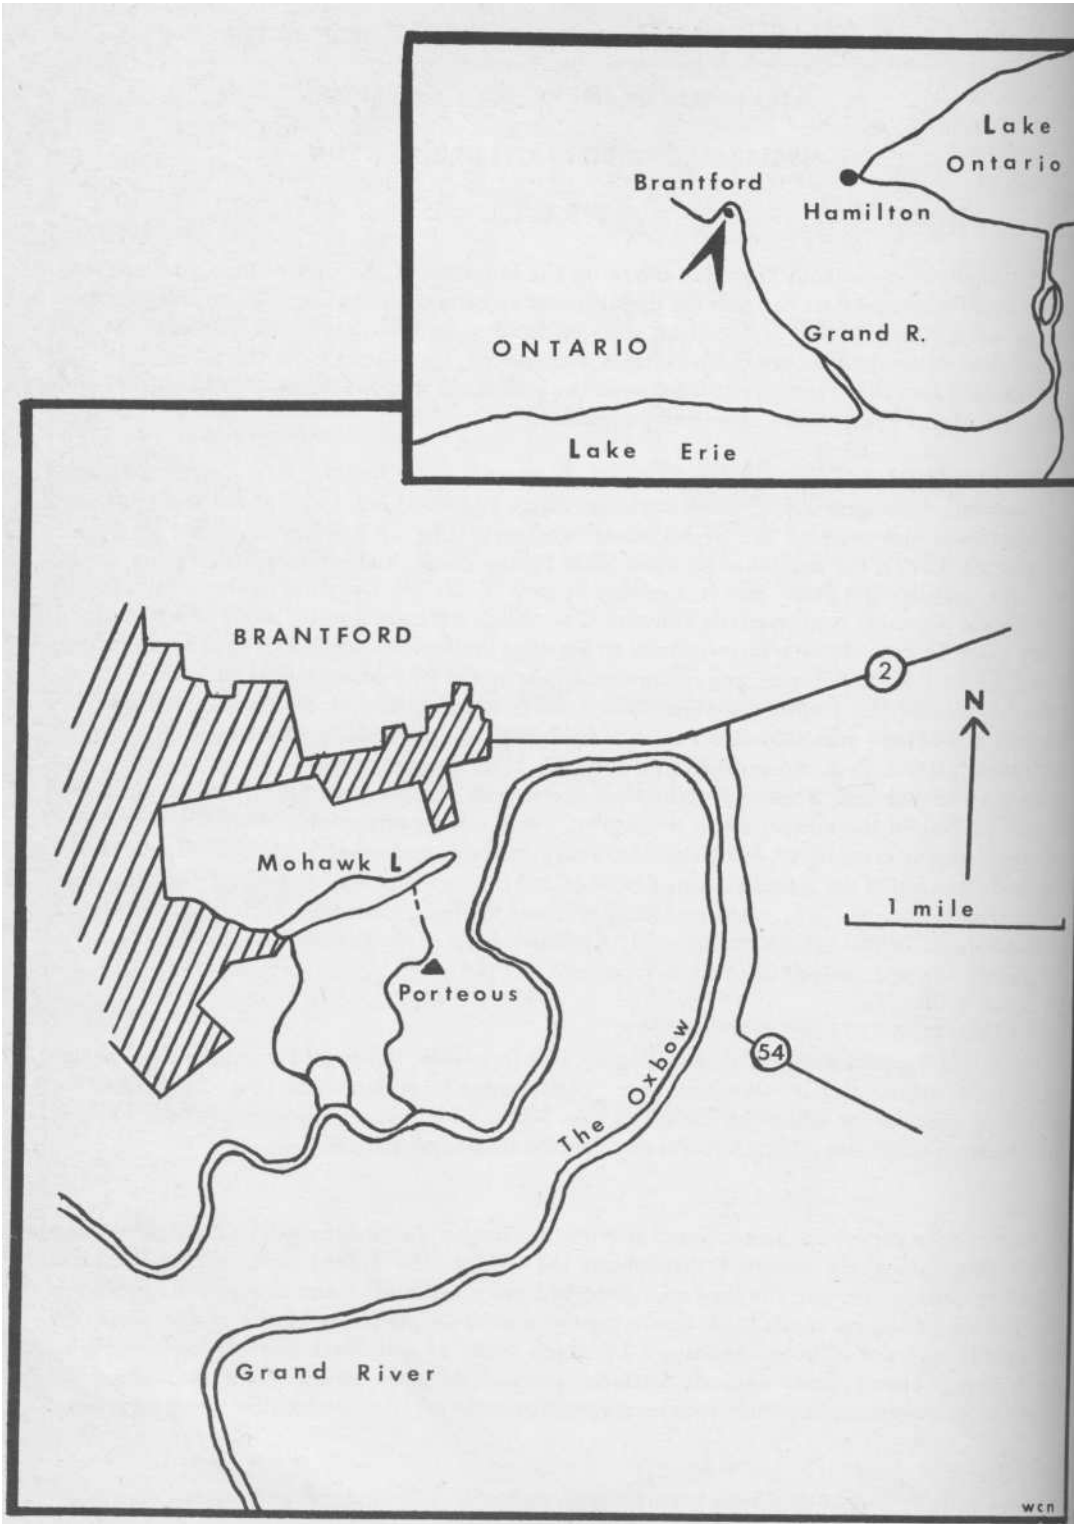 Lake
Ontario
Brantford
Hamilton
Grand R.
ONTARIO
Lake Erie
BRANTFORD
2
N
Mohawk L
1 mile
Porteous
The Oxbow
54
Grand River
wcn